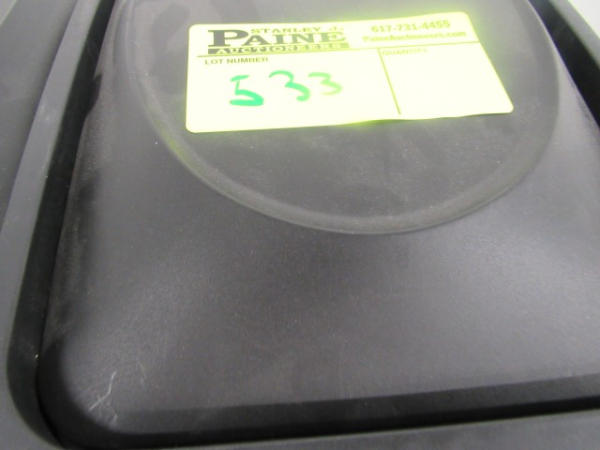 STANLEY J. PAINE AUCTIONEERS
617-731-4455
PaineAuctioneers.com
LOT NUMBER
QUANTITY
533